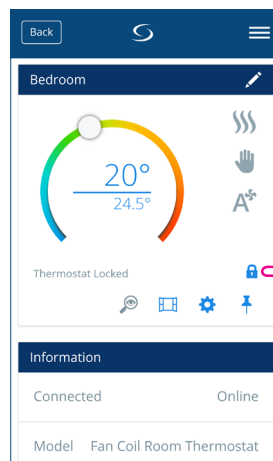 Back
Bedroom
20°
24.5°
A
Thermostat Locked
Information
Connected Online
Model Fan Coil Room Thermostat